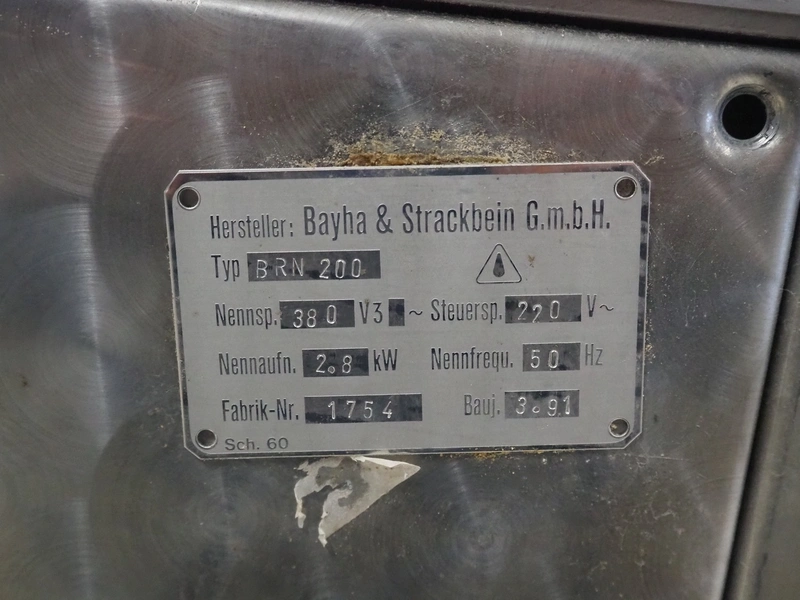 Hersteller: Bayha & Strackbein G.m.b.H.
Typ BRN 200
Nennsp. 380 V3 ~ Steuersp. 220 V~
Nennaufn. 2.8 kW Nennfrequ. 50 Hz
Fabrik-Nr. 1754 Bauj. 3.91
Sch. 60